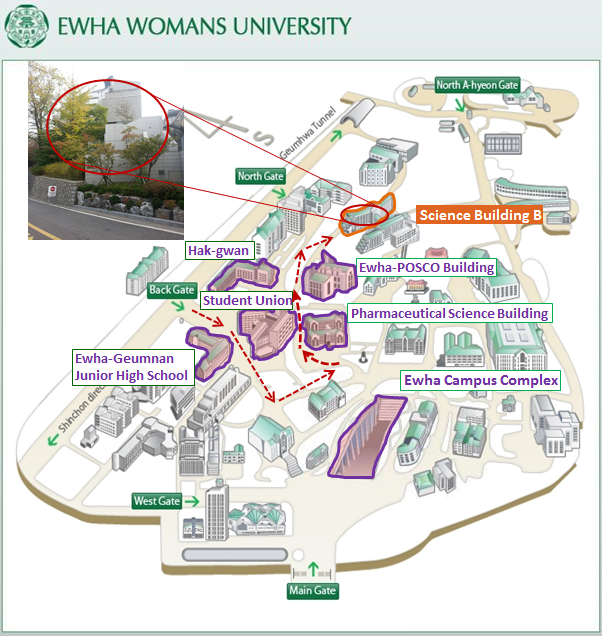 EWHA WOMANS UNIVERSITY
North A-hyeon Gate
Geumhwa Tunnel
North Gate
Science Building B
Hak-gwan
Ewha-POSCO Building
Back Gate
Student Union
Pharmaceutical Science Building
Ewha-Geumnan
Junior High School
Ewha Campus Complex
Shinchon direc
West Gate
Main Gate